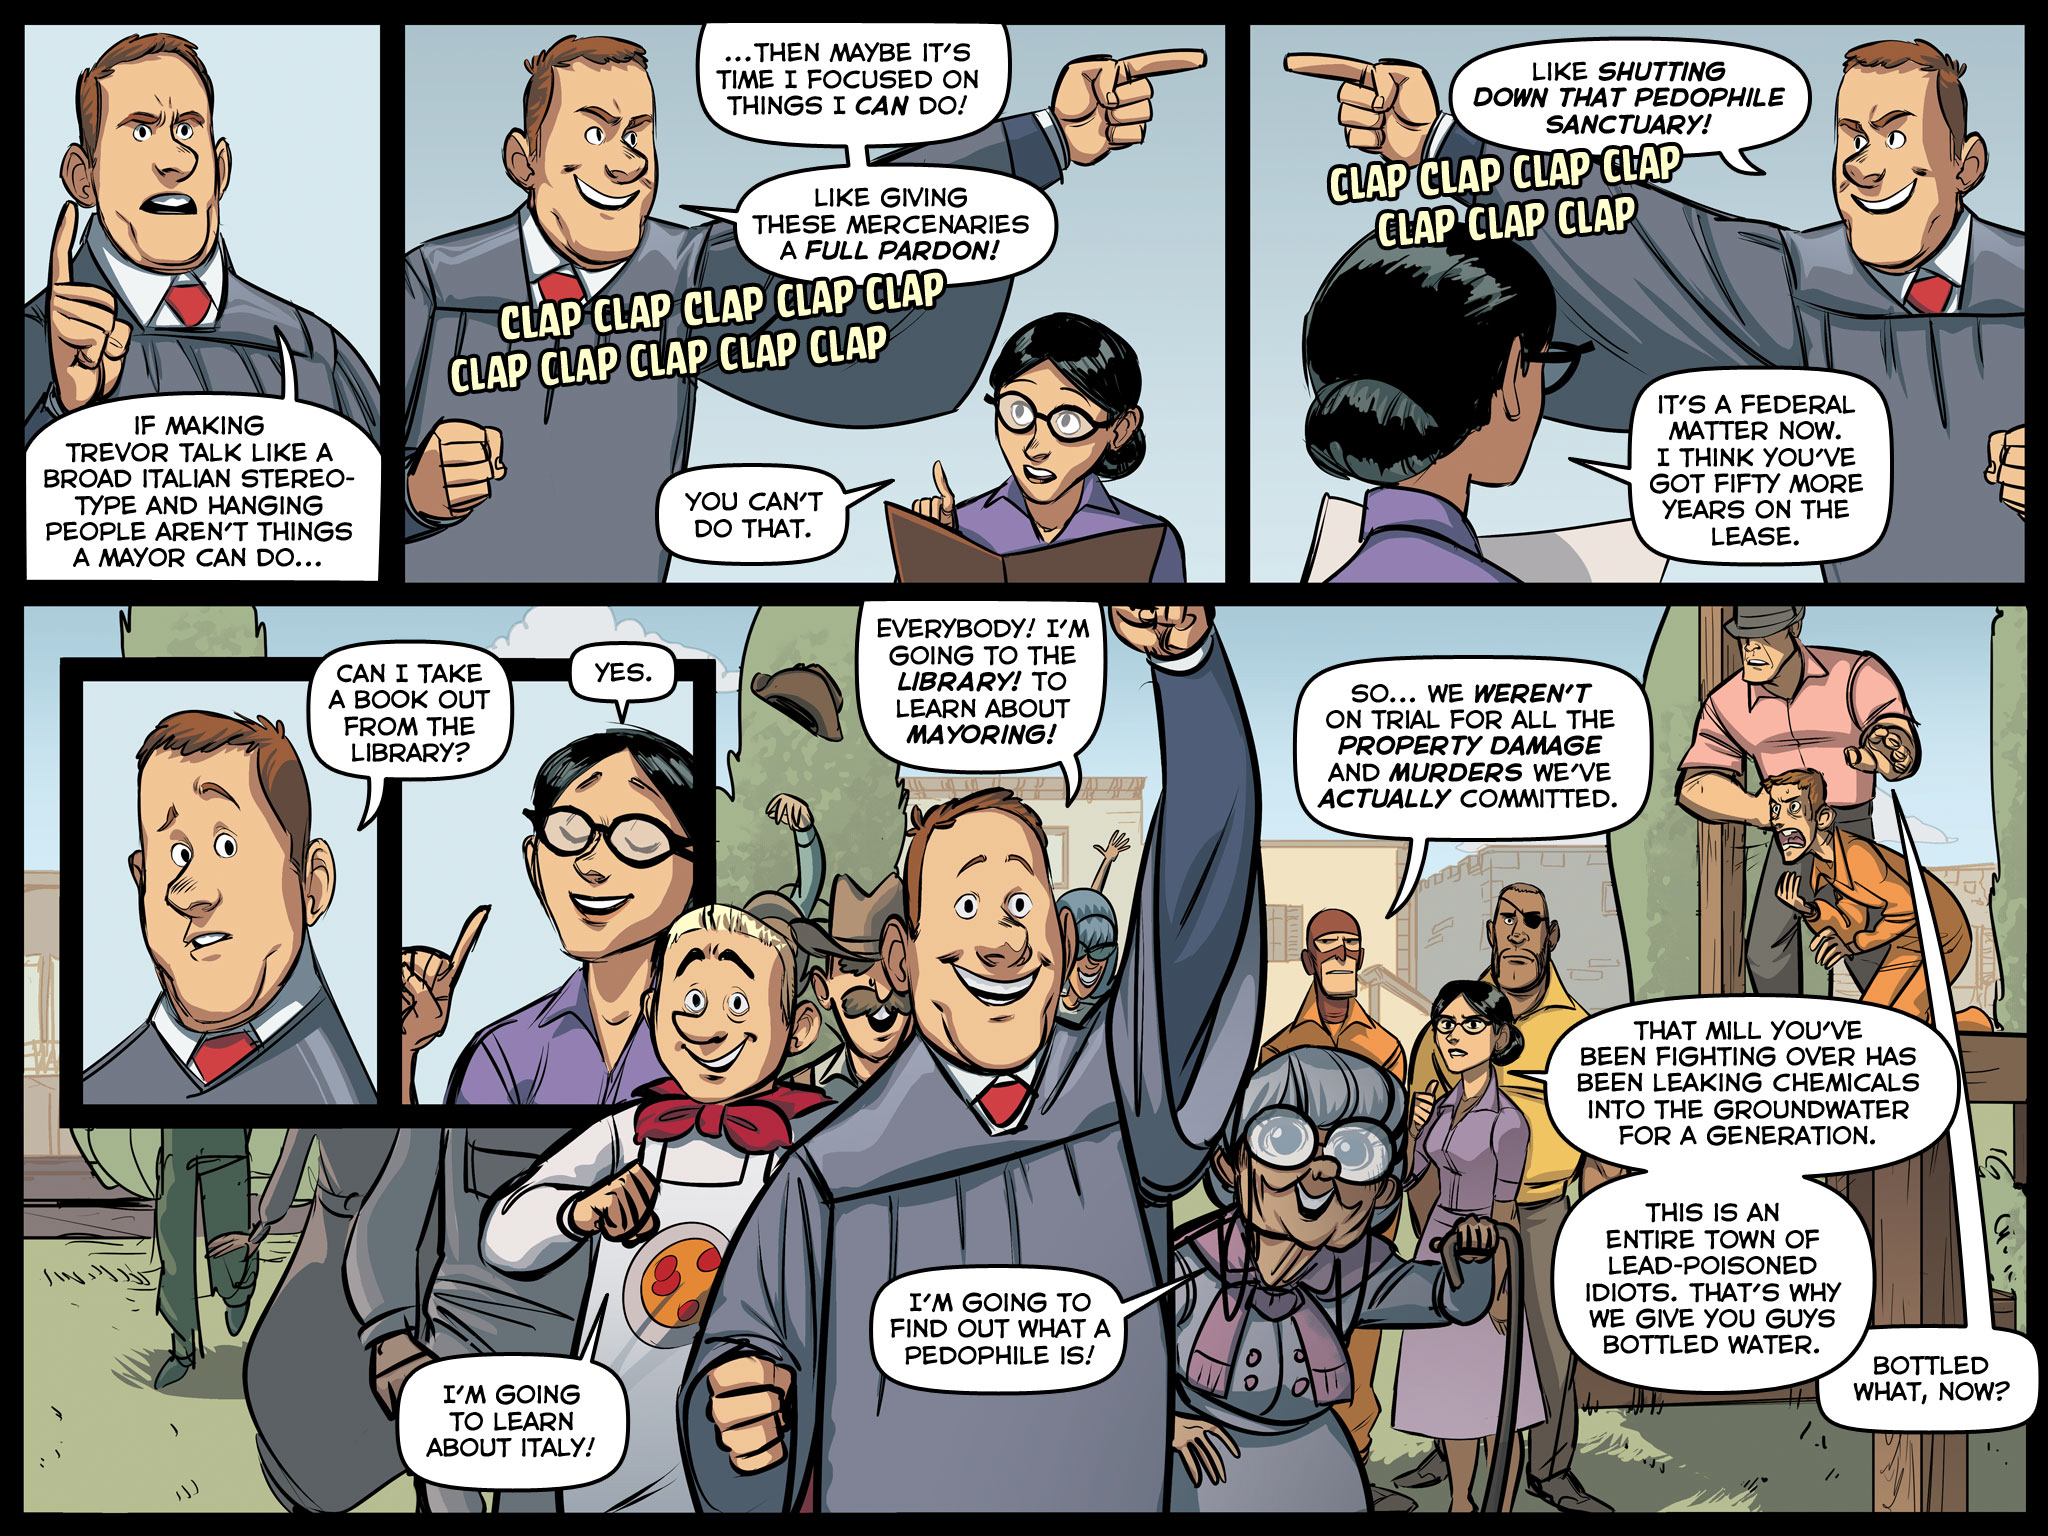 IF MAKING
TREVOR TALK LIKE A
BROAD ITALIAN STEREO-
TYPE AND HANGING
PEOPLE AREN'T THINGS
A MAYOR CAN DO...
...THEN MAYBE IT'S
TIME I FOCUSED ON
THINGS I CAN DO!
LIKE GIVING
THESE MERCENARIES
A FULL PARDON!
CLAP CLAP CLAP CLAP CLAP
CLAP CLAP CLAP CLAP CLAP
YOU CAN'T
DO THAT.
LIKE SHUTTING
DOWN THAT PEDOPHILE
SANCTUARY!
CLAP CLAP CLAP CLAP
CLAP CLAP CLAP
IT'S A FEDERAL
MATTER NOW.
I THINK YOU'VE
GOT FIFTY MORE
YEARS ON THE
LEASE.
CAN I TAKE
A BOOK OUT
FROM THE
LIBRARY?
YES.
EVERYBODY! I'M
GOING TO THE
LIBRARY! TO
LEARN ABOUT
MAYORING!
I'M GOING
TO LEARN
ABOUT ITALY!
I'M GOING TO
FIND OUT WHAT A
PEDOPHILE IS!
SO... WE WEREN'T
ON TRIAL FOR ALL THE
PROPERTY DAMAGE
AND MURDERS WE'VE
ACTUALLY COMMITTED.
THAT MILL YOU'VE
BEEN FIGHTING OVER HAS
BEEN LEAKING CHEMICALS
INTO THE GROUNDWATER
FOR A GENERATION.
THIS IS AN
ENTIRE TOWN OF
LEAD-POISONED
IDIOTS. THAT'S WHY
WE GIVE YOU GUYS
BOTTLED WATER.
BOTTLED
WHAT, NOW?